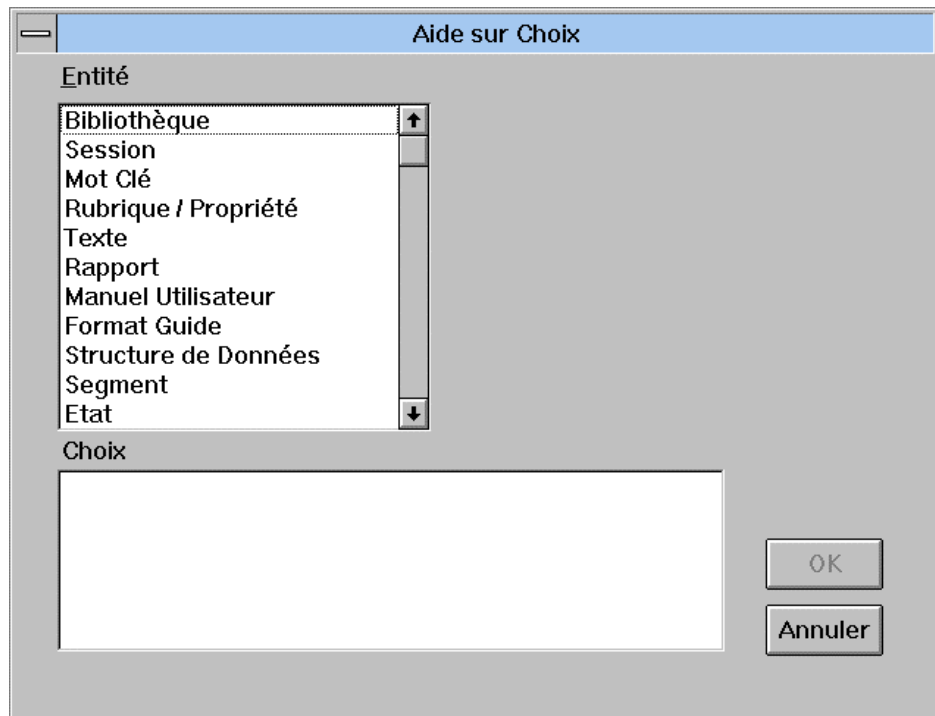 Aide sur Choix
Entité
Bibliothèque
Session
Mot Clé
Rubrique / Propriété
Texte
Rapport
Manuel Utilisateur
Format Guide
Structure de Données
Segment
Etat
Choix
OK
Annuler